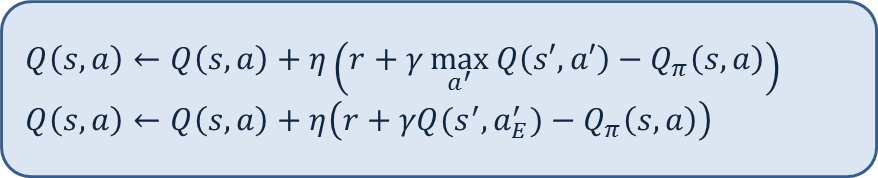 Q(s, a) ← Q(s, a) + η(r + γ max_{a′} Q(s′, a′) − Q_π(s, a))
Q(s, a) ← Q(s, a) + η(r + γQ(s′, a′_E) − Q_π(s, a))